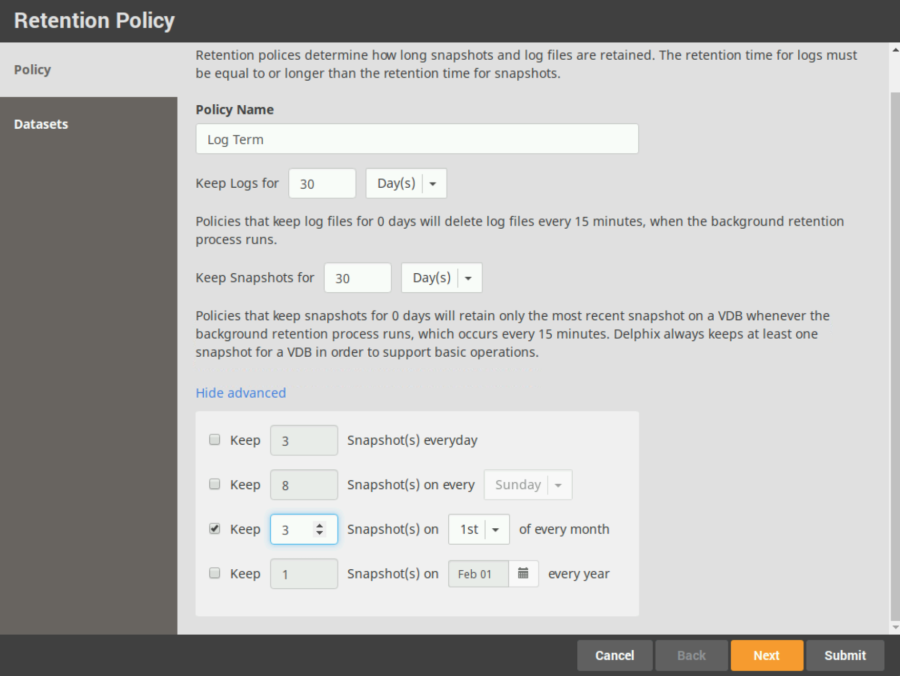 Retention Policy
Policy
Datasets
Retention polices determine how long snapshots and log files are retained. The retention time for logs must
be equal to or longer than the retention time for snapshots.
Policy Name
Log Term
Keep Logs for 30 Day(s)
Policies that keep log files for 0 days will delete log files every 15 minutes, when the background retention
process runs.
Keep Snapshots for 30 Day(s)
Policies that keep snapshots for 0 days will retain only the most recent snapshot on a VDB whenever the
background retention process runs, which occurs every 15 minutes. Delphix always keeps at least one
snapshot for a VDB in order to support basic operations.
Hide advanced
Keep 3 Snapshot(s) everyday
Keep 8 Snapshot(s) on every Sunday
Keep 3 Snapshot(s) on 1st of every month
Keep 1 Snapshot(s) on Feb 01 every year
Cancel Back Next Submit